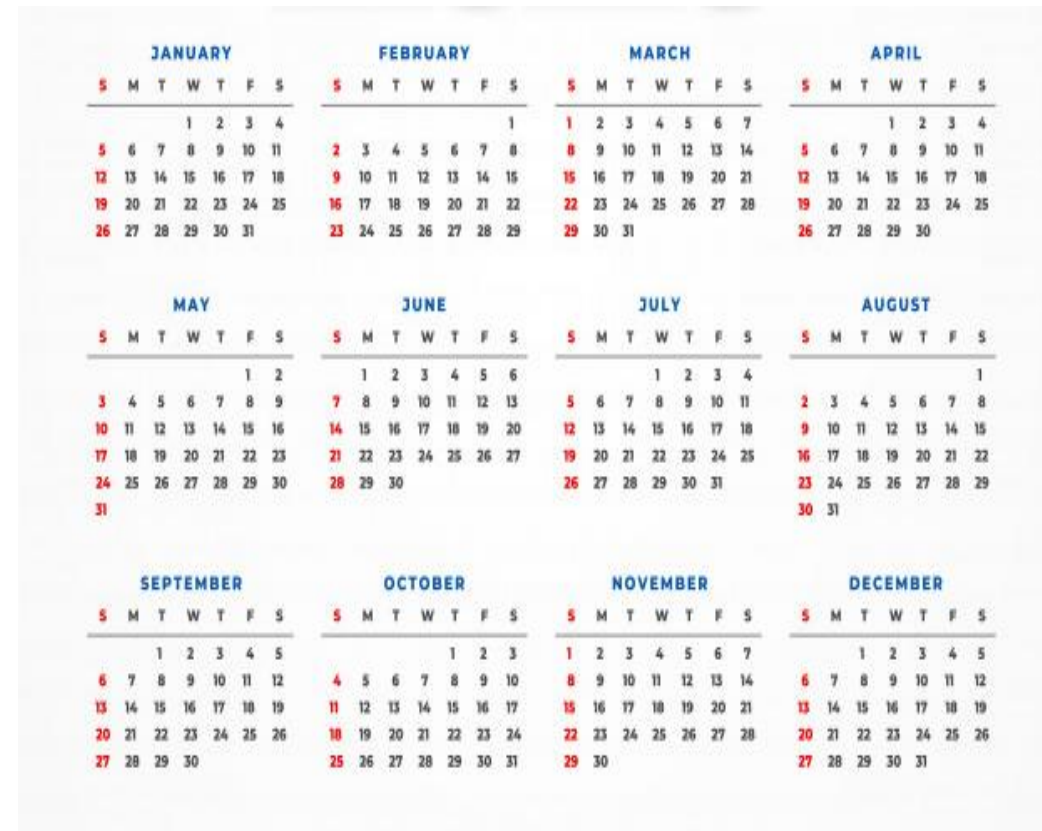 JANUARY
S M T W T F S
1 2 3 4
5 6 7 8 9 10 11
12 13 14 15 16 17 18
19 20 21 22 23 24 25
26 27 28 29 30 31
FEBRUARY
S M T W T F S
1
2 3 4 5 6 7 8
9 10 11 12 13 14 15
16 17 18 19 20 21 22
23 24 25 26 27 28 29
MARCH
S M T W T F S
1 2 3 4 5 6 7
8 9 10 11 12 13 14
15 16 17 18 19 20 21
22 23 24 25 26 27 28
29 30 31
APRIL
S M T W T F S
1 2 3 4
5 6 7 8 9 10 11
12 13 14 15 16 17 18
19 20 21 22 23 24 25
26 27 28 29 30
MAY
S M T W T F S
1 2
3 4 5 6 7 8 9
10 11 12 13 14 15 16
17 18 19 20 21 22 23
24 25 26 27 28 29 30
31
JUNE
S M T W T F S
1 2 3 4 5 6
7 8 9 10 11 12 13
14 15 16 17 18 19 20
21 22 23 24 25 26 27
28 29 30
JULY
S M T W T F S
1 2 3 4
5 6 7 8 9 10 11
12 13 14 15 16 17 18
19 20 21 22 23 24 25
26 27 28 29 30 31
AUGUST
S M T W T F S
1
2 3 4 5 6 7 8
9 10 11 12 13 14 15
16 17 18 19 20 21 22
23 24 25 26 27 28 29
30 31
SEPTEMBER
S M T W T F S
1 2 3 4 5
6 7 8 9 10 11 12
13 14 15 16 17 18 19
20 21 22 23 24 25 26
27 28 29 30
OCTOBER
S M T W T F S
1 2 3
4 5 6 7 8 9 10
11 12 13 14 15 16 17
18 19 20 21 22 23 24
25 26 27 28 29 30 31
NOVEMBER
S M T W T F S
1 2 3 4 5 6 7
8 9 10 11 12 13 14
15 16 17 18 19 20 21
22 23 24 25 26 27 28
29 30
DECEMBER
S M T W T F S
1 2 3 4 5
6 7 8 9 10 11 12
13 14 15 16 17 18 19
20 21 22 23 24 25 26
27 28 29 30 31